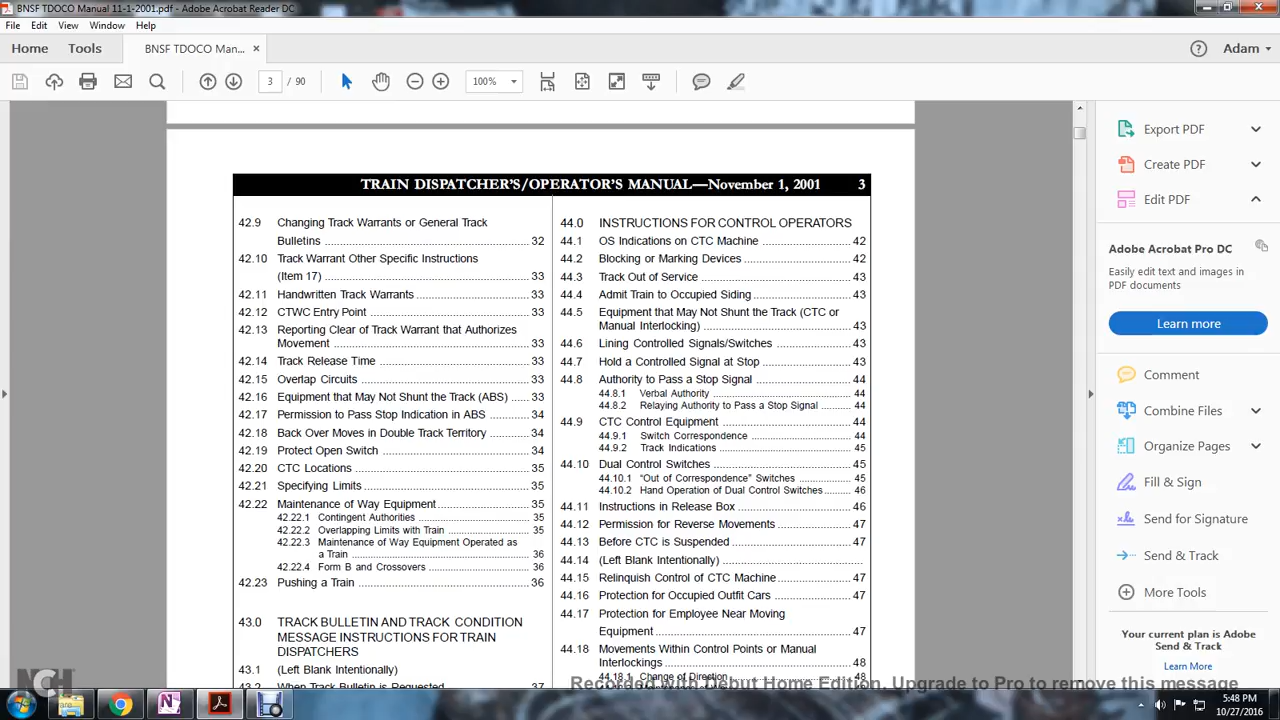 BNSF TDOCO Manual 11-1-2001.pdf - Adobe Acrobat Reader DC
File Edit View Window Help
Home Tools BNSF TDOCO Man... × Adam
3 / 90 100%
TRAIN DISPATCHER'S/OPERATOR'S MANUAL—November 1, 2001 3
42.9 Changing Track Warrants or General Track
Bulletins 32
42.10 Track Warrant Other Specific Instructions
(Item 17) 33
42.11 Handwritten Track Warrants 33
42.12 CTWC Entry Point 33
42.13 Reporting Clear of Track Warrant that Authorizes
Movement 33
42.14 Track Release Time 33
42.15 Overlap Circuits 33
42.16 Equipment that May Not Shunt the Track (ABS) 33
42.17 Permission to Pass Stop Indication in ABS 34
42.18 Back Over Moves in Double Track Territory 34
42.19 Protect Open Switch 34
42.20 CTC Locations 35
42.21 Specifying Limits 35
42.22 Maintenance of Way Equipment 35
42.22.1 Contingent Authorities 35
42.22.2 Overlapping Limits with Train 35
42.22.3 Maintenance of Way Equipment Operated as
a Train 36
42.22.4 Form B and Crossovers 36
42.23 Pushing a Train 36
43.0 TRACK BULLETIN AND TRACK CONDITION
MESSAGE INSTRUCTIONS FOR TRAIN
DISPATCHERS
43.1 (Left Blank Intentionally)
43.2 When Track Bulletin is Requested 37
44.0 INSTRUCTIONS FOR CONTROL OPERATORS
44.1 OS Indications on CTC Machine 42
44.2 Blocking or Marking Devices 42
44.3 Track Out of Service 43
44.4 Admit Train to Occupied Siding 43
44.5 Equipment that May Not Shunt the Track (CTC or
Manual Interlocking) 43
44.6 Lining Controlled Signals/Switches 43
44.7 Hold a Controlled Signal at Stop 43
44.8 Authority to Pass a Stop Signal 44
44.8.1 Verbal Authority 44
44.8.2 Relaying Authority to Pass a Stop Signal 44
44.9 CTC Control Equipment 44
44.9.1 Switch Correspondence 44
44.9.2 Track Indications 45
44.10 Dual Control Switches 45
44.10.1 "Out of Correspondence" Switches 45
44.10.2 Hand Operation of Dual Control Switches 46
44.11 Instructions in Release Box 46
44.12 Permission for Reverse Movements 47
44.13 Before CTC is Suspended 47
44.14 (Left Blank Intentionally)
44.15 Relinquish Control of CTC Machine 47
44.16 Protection for Occupied Outfit Cars 47
44.17 Protection for Employee Near Moving
Equipment 47
44.18 Movements Within Control Points or Manual
Interlockings 48
44.18.1 Change of Direction 48
Export PDF
Create PDF
Edit PDF
Adobe Acrobat Pro DC
Easily edit text and images in
PDF documents
Learn more
Comment
Combine Files
Organize Pages
Fill & Sign
Send for Signature
Send & Track
More Tools
Your current plan is Adobe
Send & Track
Learn More
NCH
Recorded with Debut Home Edition. Upgrade to Pro to remove this message
5:48 PM
10/27/2016